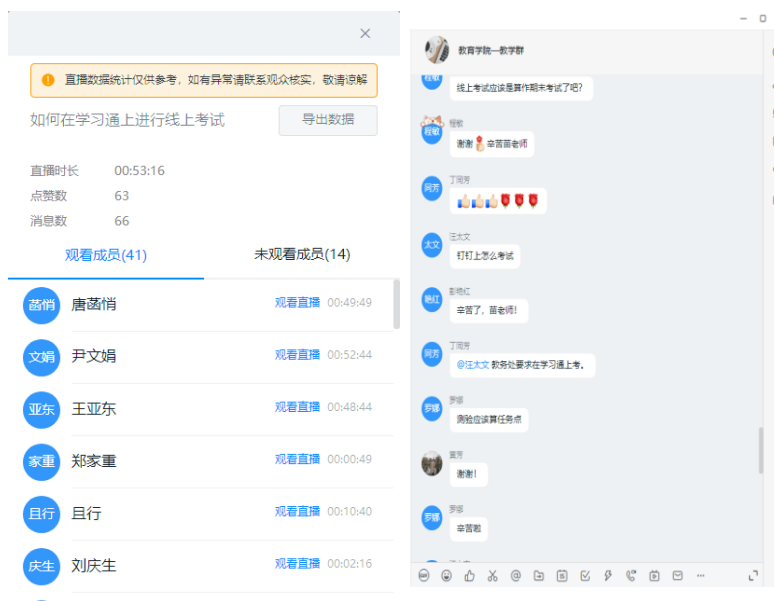 直播数据统计仅供参考，如有异常请联系观众核实，敬请谅解
如何在学习通上进行线上考试
导出数据
直播时长 00:53:16
点赞数 63
消息数 66
观看成员(41)
未观看成员(14)
菡悄 唐菡悄 观看直播 00:49:49
文娟 尹文娟 观看直播 00:52:44
亚东 王亚东 观看直播 00:48:44
家重 郑家重 观看直播 00:00:49
且行 且行 观看直播 00:10:40
庆生 刘庆生 观看直播 00:02:16
教育学院—教学群
程敏
线上考试应该是算作期末考试了吧?
程敏
程敏
谢谢 辛苦苗老师
同芳
丁同芳
太文
汪太文
钉钉上怎么考试
艳红
彭艳红
辛苦了，苗老师!
同芳
丁同芳
@汪太文 教务处要求在学习通上考。
罗娜
罗娜
测验应该算任务点
谢谢!
罗娜
罗娜
辛苦啦